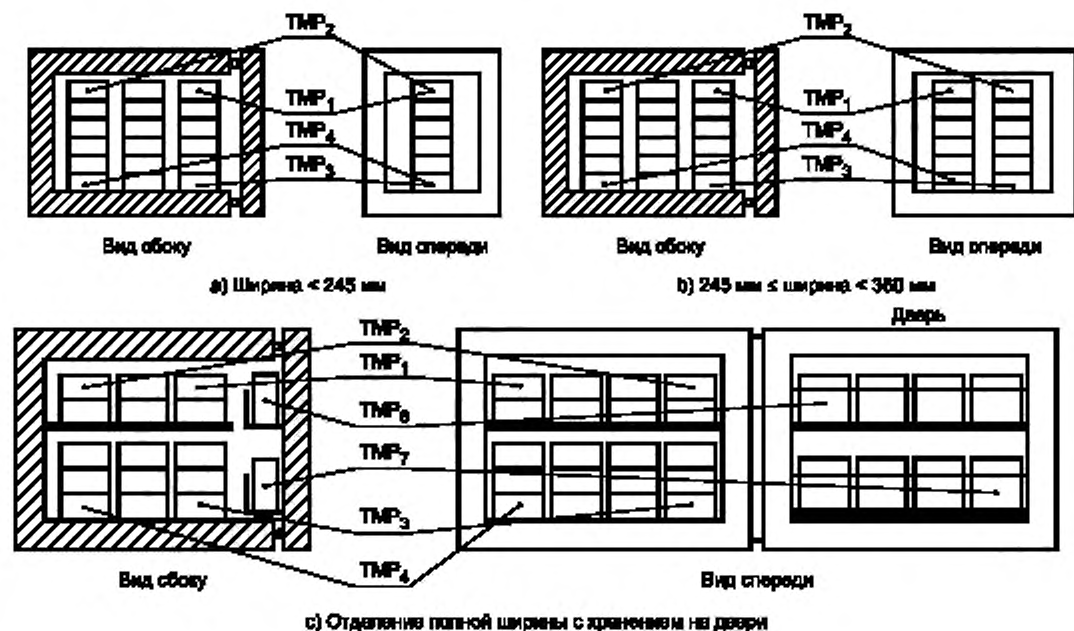 TMP₂ TMP₂
TMP₁ TMP₁
TMP₄ TMP₄
TMP₃ TMP₃
Вид сбоку Вид спереди Вид сбоку Вид спереди
a) Ширина < 245 мм b) 245 мм ≤ ширина < 380 мм
Дверь
TMP₂
TMP₁
TMP₆
TMP₇
TMP₃
TMP₄
Вид сбоку Вид спереди
c) Отделение полной ширины с хранением на двери